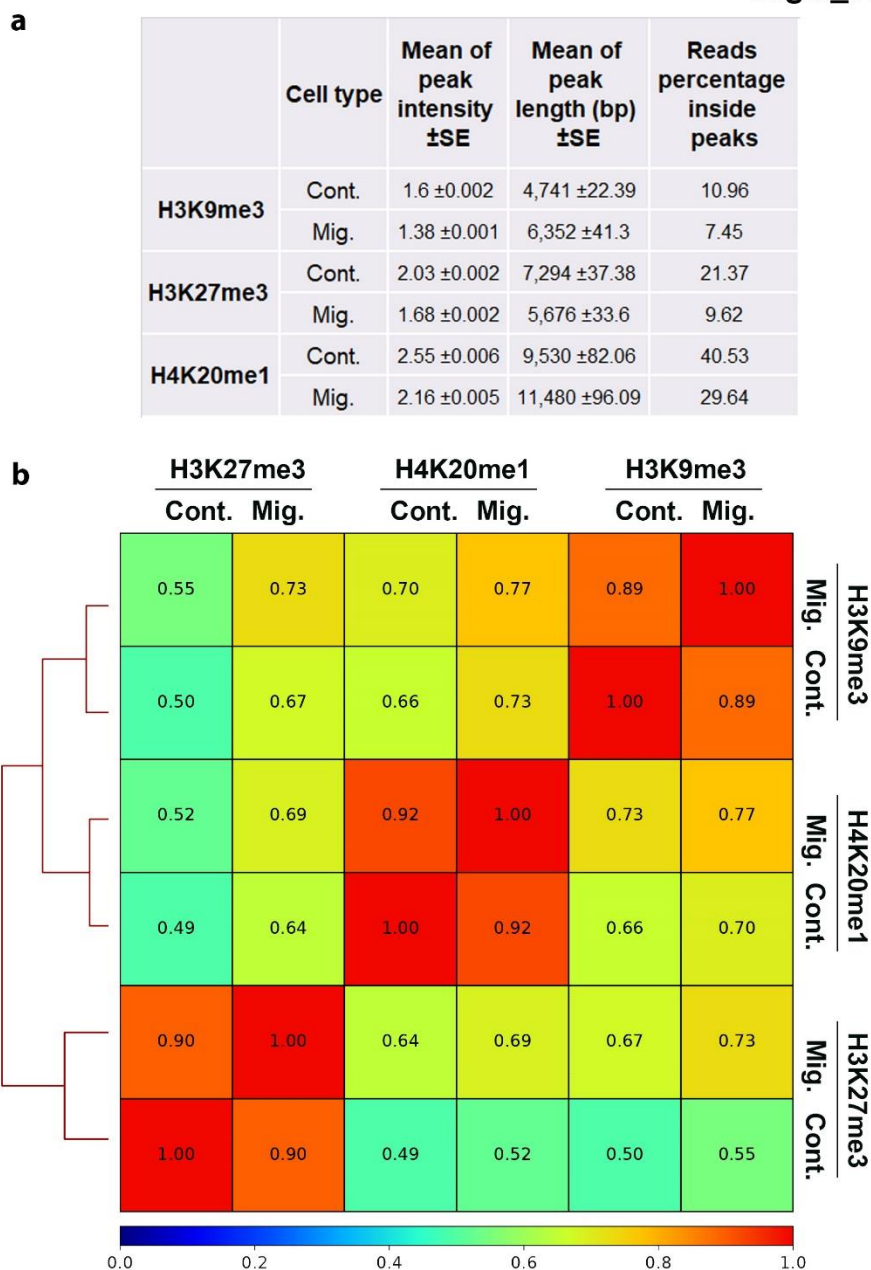 a
Cell type
Mean of
peak
intensity
±SE
Mean of
peak
length (bp)
±SE
Reads
percentage
inside
peaks
H3K9me3
Cont. 1.6 ±0.002 4,741 ±22.39 10.96
Mig. 1.38 ±0.001 6,352 ±41.3 7.45
H3K27me3
Cont. 2.03 ±0.002 7,294 ±37.38 21.37
Mig. 1.68 ±0.002 5,676 ±33.6 9.62
H4K20me1
Cont. 2.55 ±0.006 9,530 ±82.06 40.53
Mig. 2.16 ±0.005 11,480 ±96.09 29.64
b
H3K27me3 H4K20me1 H3K9me3
Cont. Mig. Cont. Mig. Cont. Mig.
0.55 0.73 0.70 0.77 0.89 1.00
0.50 0.67 0.66 0.73 1.00 0.89
0.52 0.69 0.92 1.00 0.73 0.77
0.49 0.64 1.00 0.92 0.66 0.70
0.90 1.00 0.64 0.69 0.67 0.73
1.00 0.90 0.49 0.52 0.50 0.55
Mig. Cont.
H3K9me3
Mig. Cont.
H4K20me1
Mig. Cont.
H3K27me3
0.0 0.2 0.4 0.6 0.8 1.0